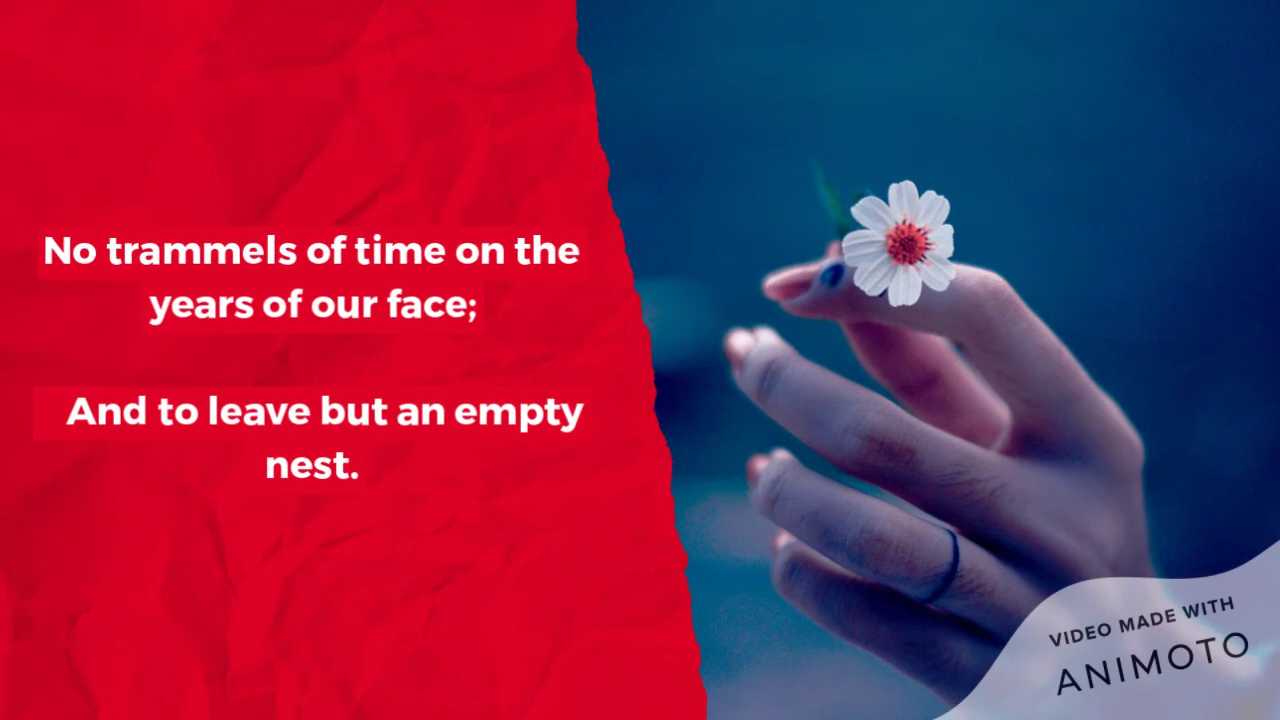 No trammels of time on the
years of our face;
And to leave but an empty
nest.
VIDEO MADE WITH
ANIMOTO